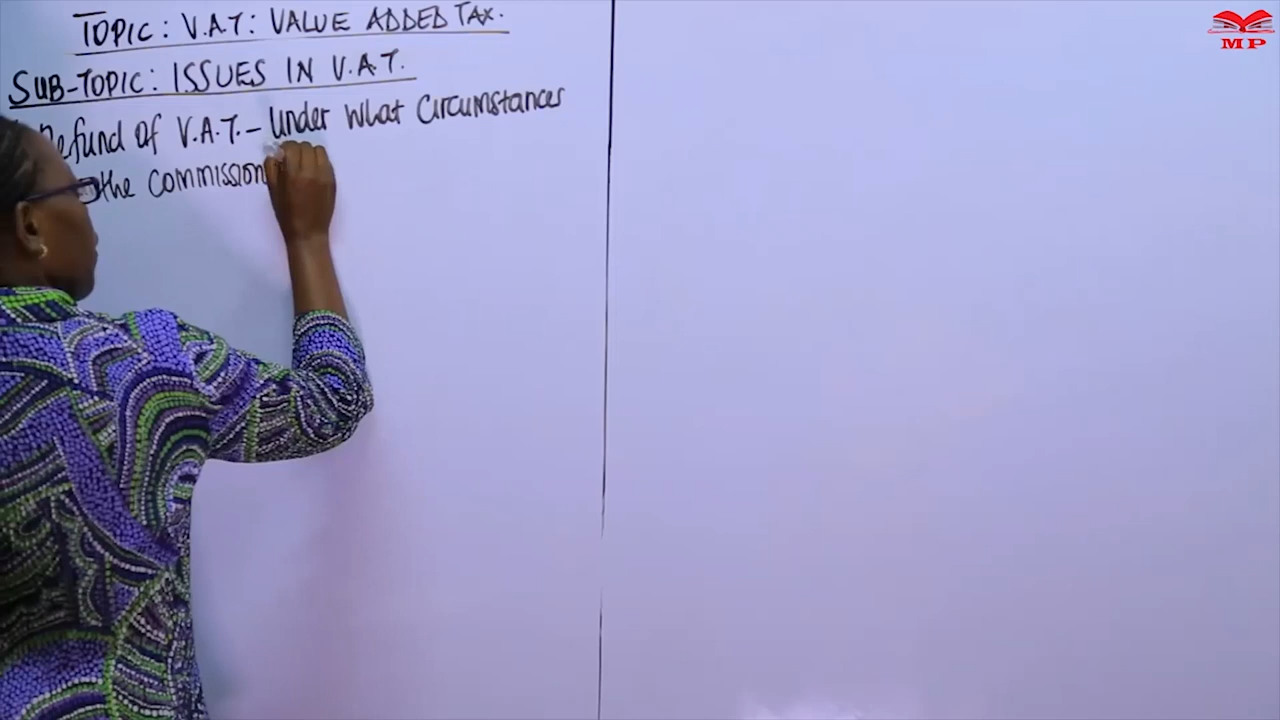 TOPIC: V.A.T: VALUE ADDED TAX.
SUB-TOPIC: ISSUES IN V.A.T.
Refund of V.A.T. - Under what Circumstances
the Commission
MP